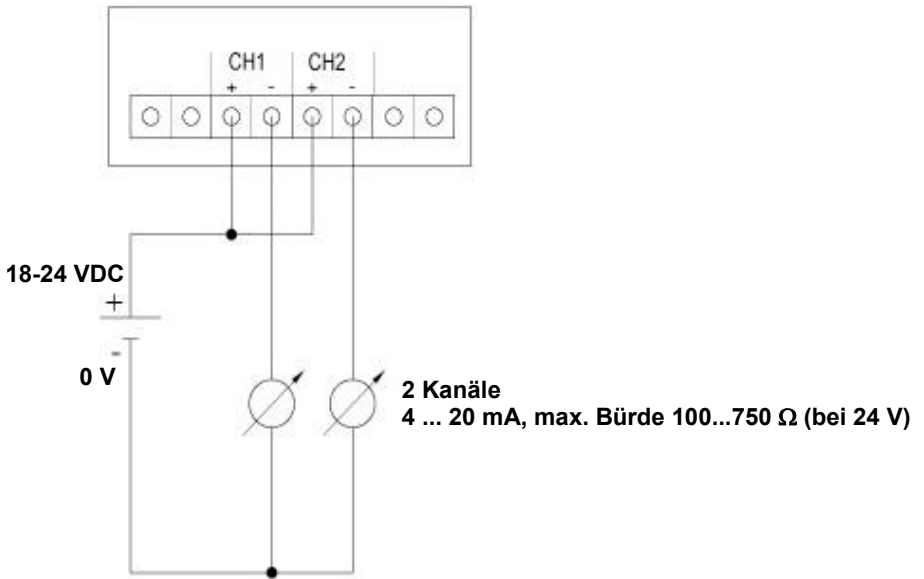 CH1 CH2
+ - + -
18-24 VDC
+
-
0 V
2 Kanäle
4 ... 20 mA, max. Bürde 100...750 Ω (bei 24 V)